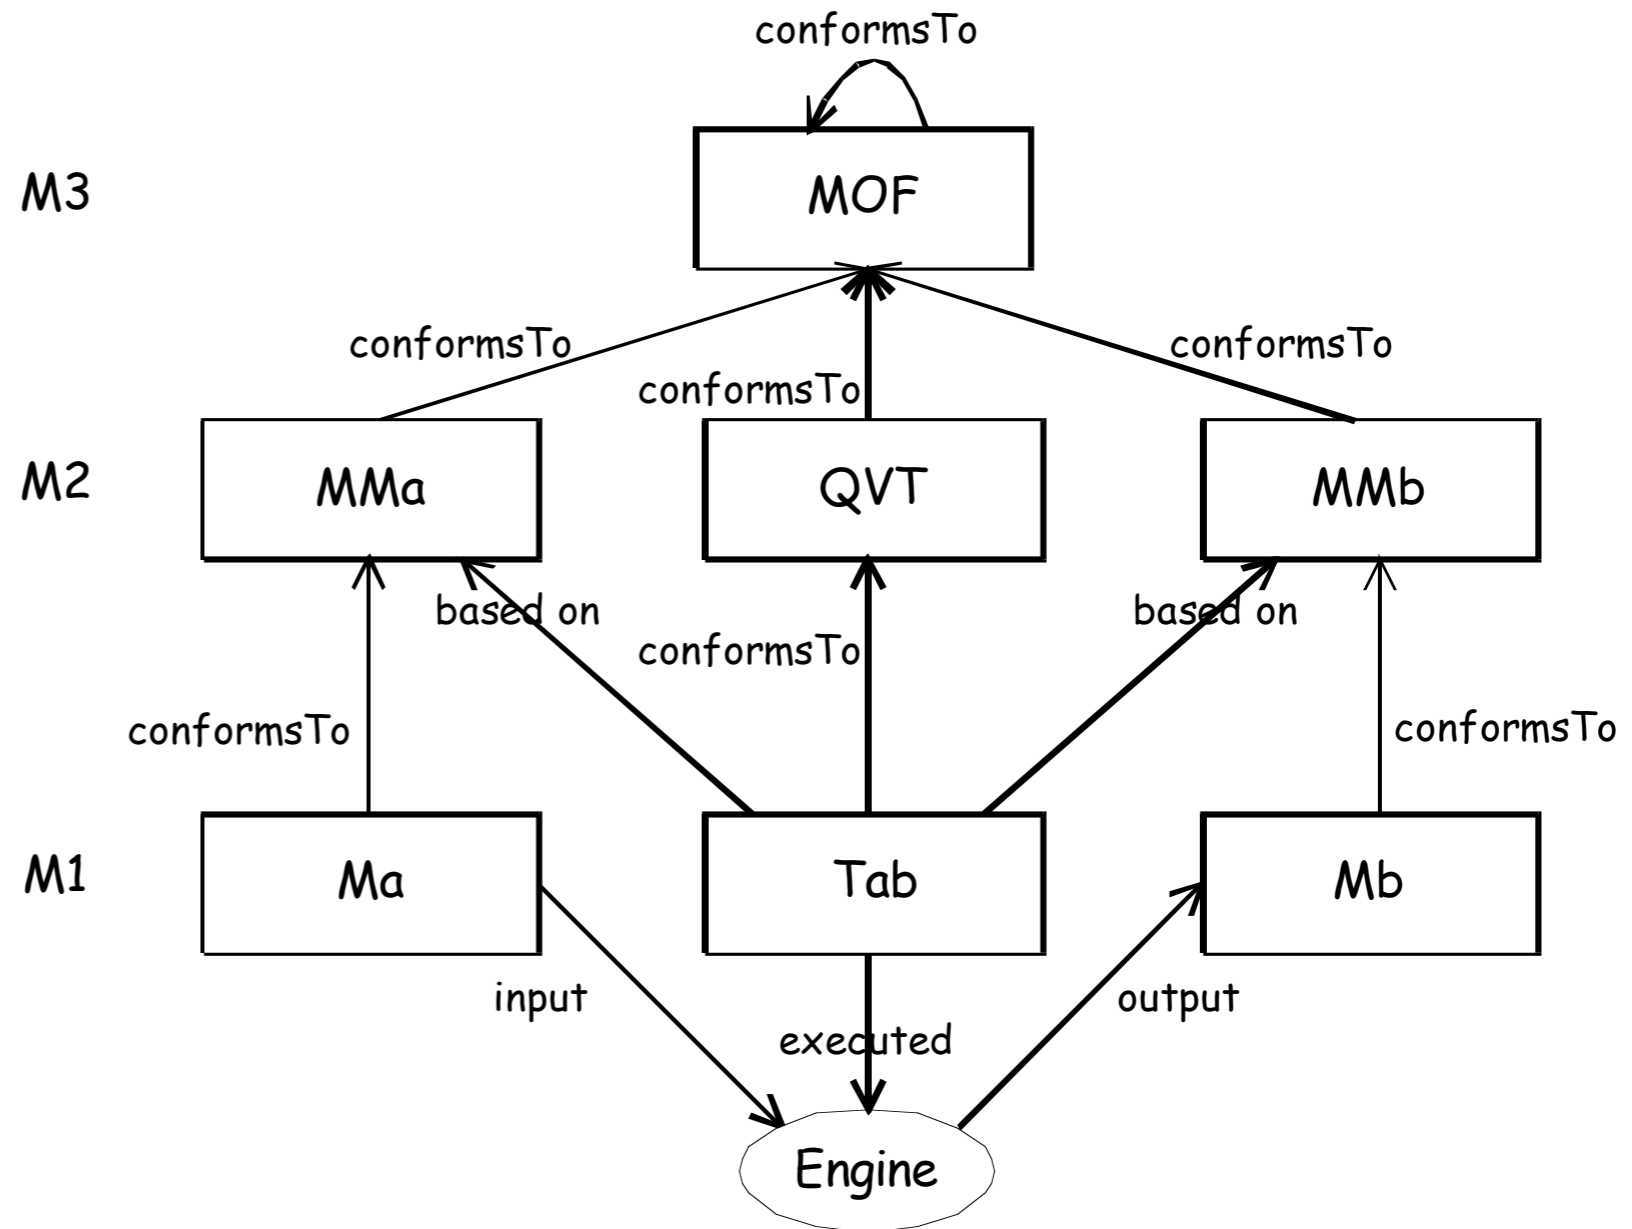 conformsTo
M3
MOF
conformsTo
conformsTo
conformsTo
M2
MMa
QVT
MMb
based on
based on
conformsTo
conformsTo
conformsTo
M1
Ma
Tab
Mb
input
output
executed
Engine